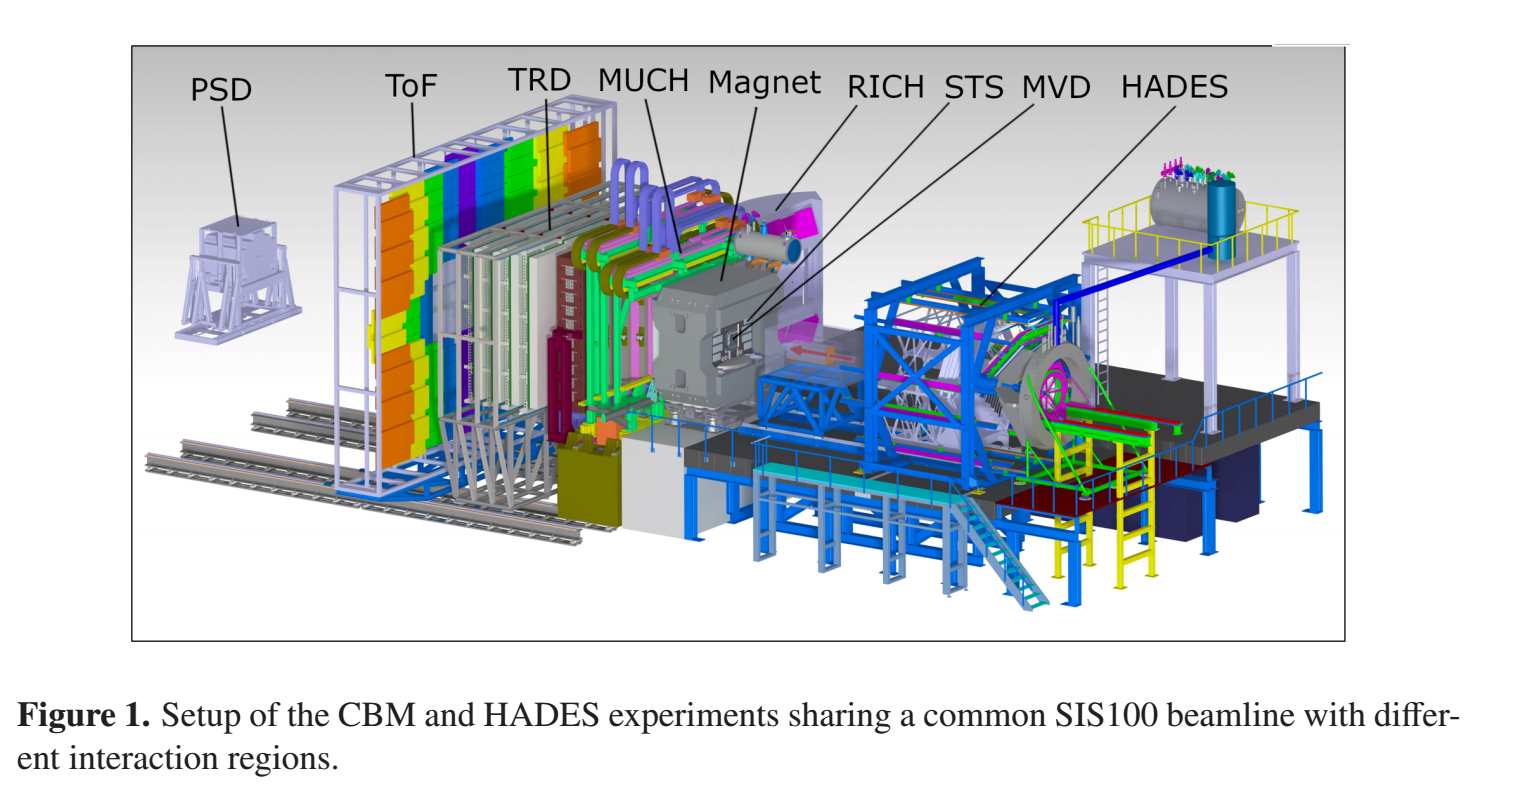 PSD ToF TRD MUCH Magnet RICH STS MVD HADES
Figure 1. Setup of the CBM and HADES experiments sharing a common SIS100 beamline with differ-
ent interaction regions.